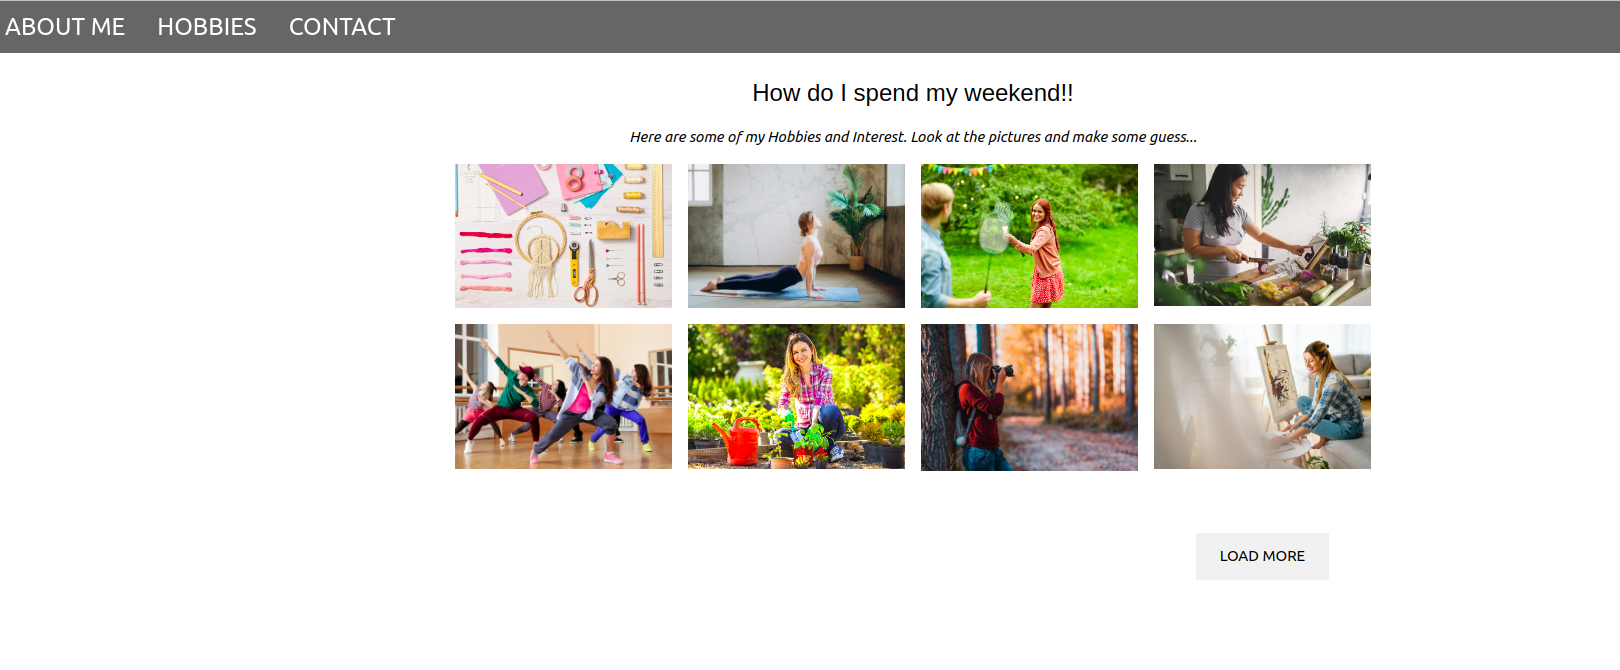 ABOUT ME HOBBIES CONTACT
How do I spend my weekend!!
Here are some of my Hobbies and Interest. Look at the pictures and make some guess...
LOAD MORE